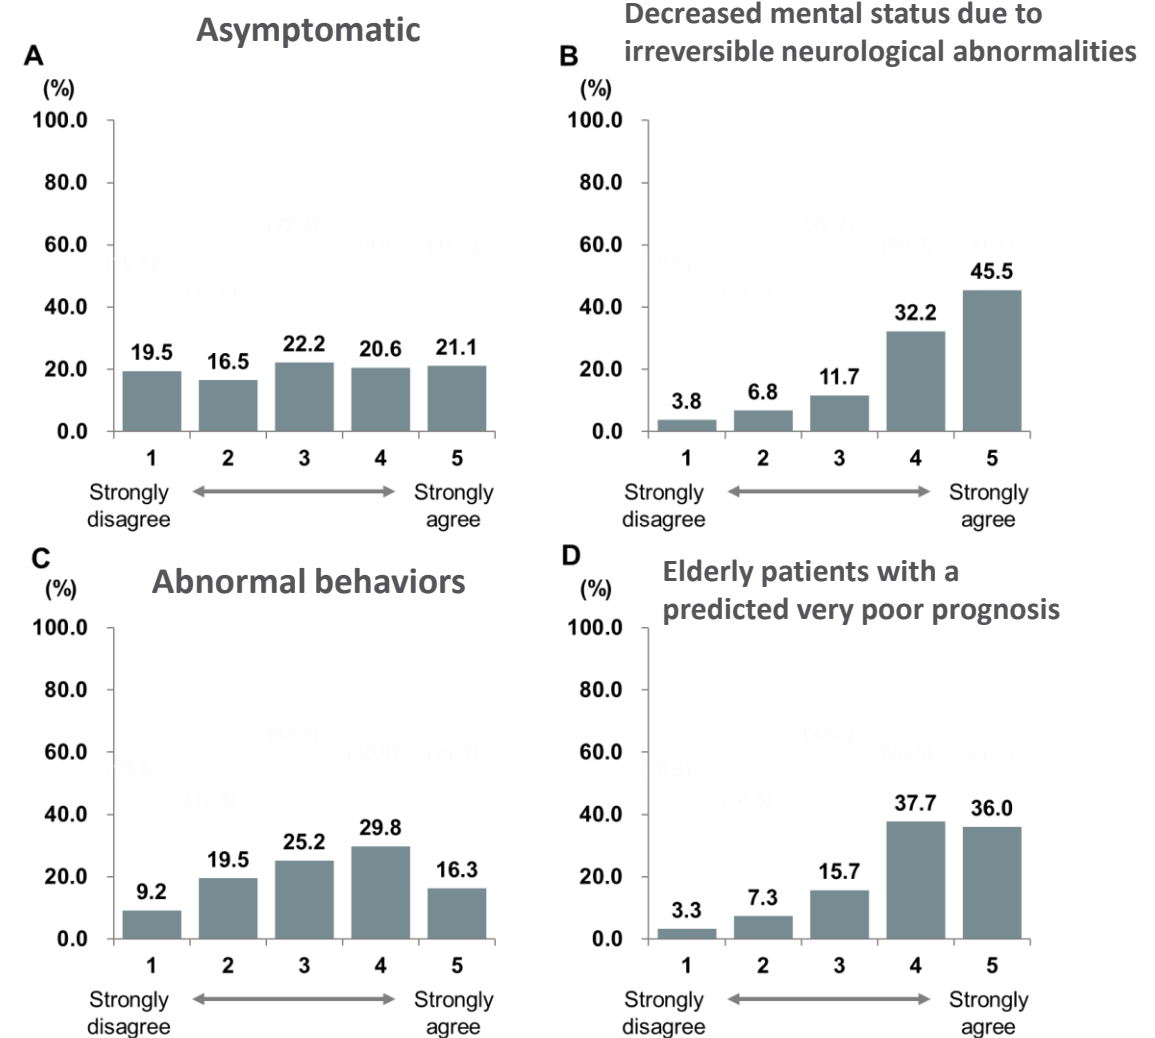 Asymptomatic
A
(%)
100.0
80.0
60.0
40.0
20.0
0.0
19.5
16.5
22.2
20.6
21.1
1 2 3 4 5
Strongly disagree
Strongly agree
Decreased mental status due to
irreversible neurological abnormalities
B
(%)
100.0
80.0
60.0
40.0
20.0
0.0
3.8
6.8
11.7
32.2
45.5
1 2 3 4 5
Strongly disagree
Strongly agree
C
Abnormal behaviors
(%)
100.0
80.0
60.0
40.0
20.0
0.0
9.2
19.5
25.2
29.8
16.3
1 2 3 4 5
Strongly disagree
Strongly agree
D
Elderly patients with a
predicted very poor prognosis
(%)
100.0
80.0
60.0
40.0
20.0
0.0
3.3
7.3
15.7
37.7
36.0
1 2 3 4 5
Strongly disagree
Strongly agree